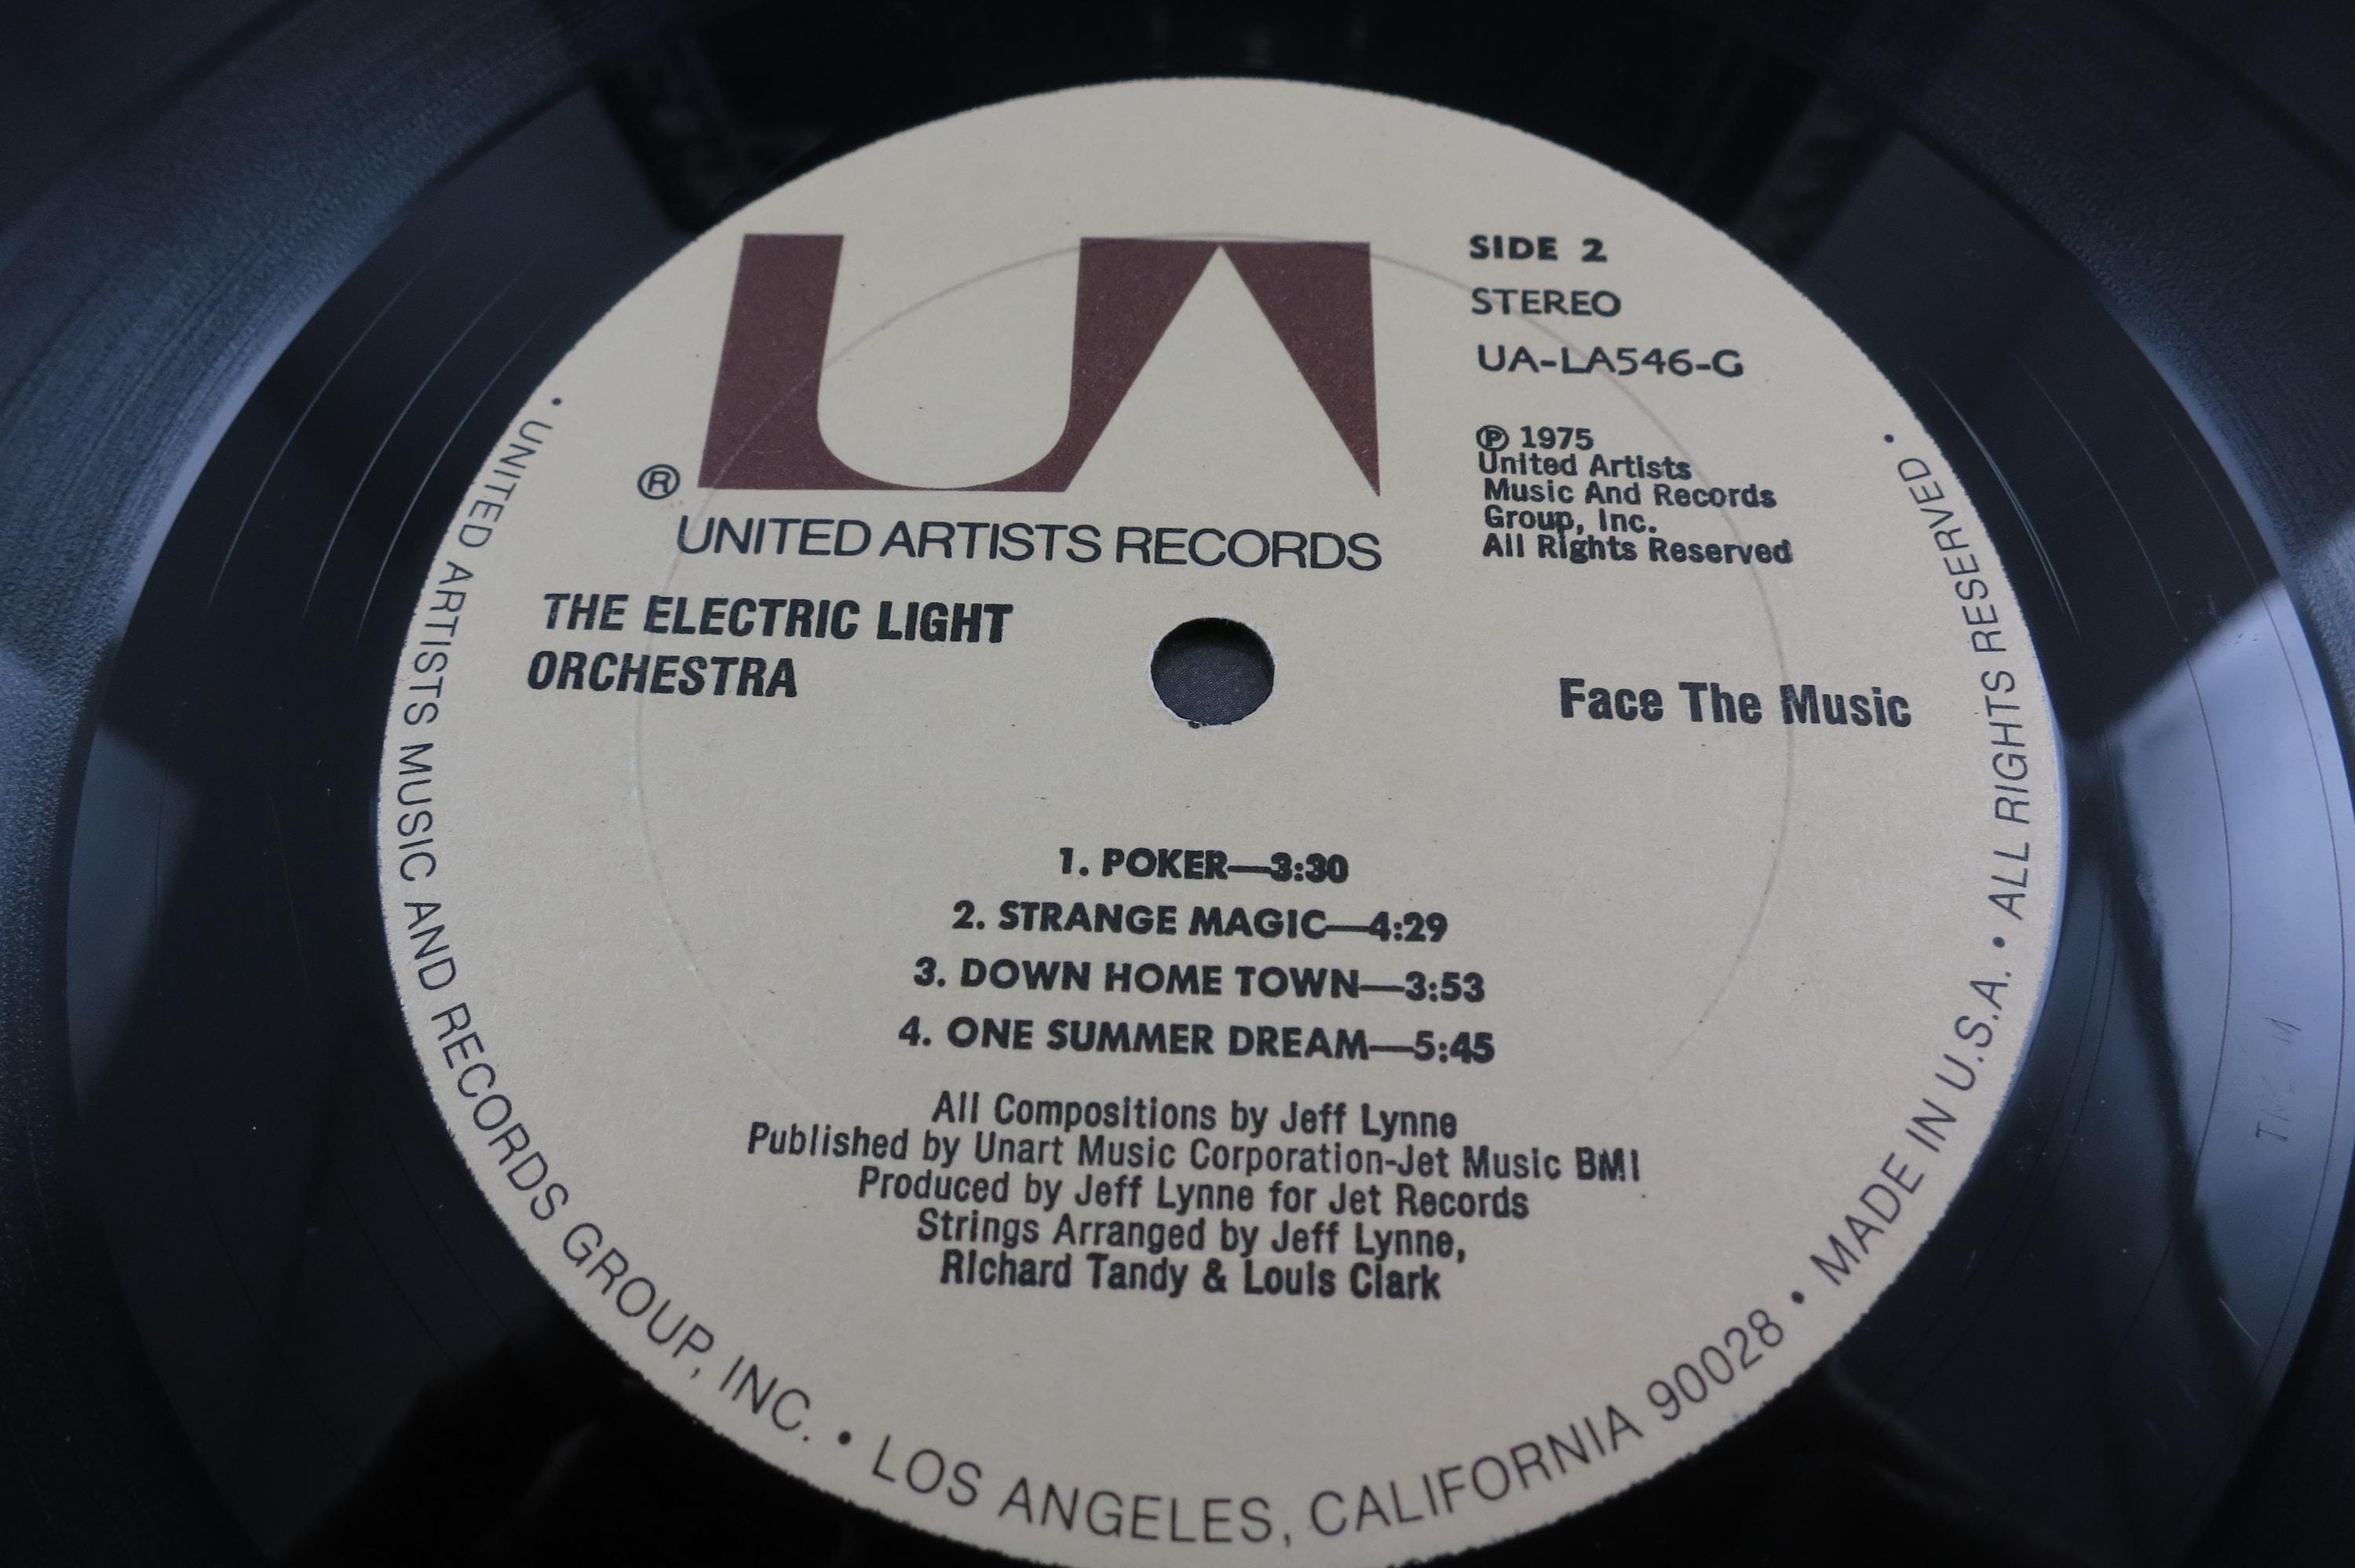 UA
®
UNITED ARTISTS RECORDS
SIDE 2
STEREO
UA-LA546-G
℗ 1975
United Artists
Music And Records
Group, Inc.
All Rights Reserved
THE ELECTRIC LIGHT
ORCHESTRA
Face The Music
1. POKER—3:30
2. STRANGE MAGIC—4:29
3. DOWN HOME TOWN—3:53
4. ONE SUMMER DREAM—5:45
All Compositions by Jeff Lynne
Published by Unart Music Corporation-Jet Music BMI
Produced by Jeff Lynne for Jet Records
Strings Arranged by Jeff Lynne,
Richard Tandy & Louis Clark
• UNITED ARTISTS MUSIC AND RECORDS GROUP, INC. • LOS ANGELES, CALIFORNIA 90028 • MADE IN U.S.A. • ALL RIGHTS RESERVED •